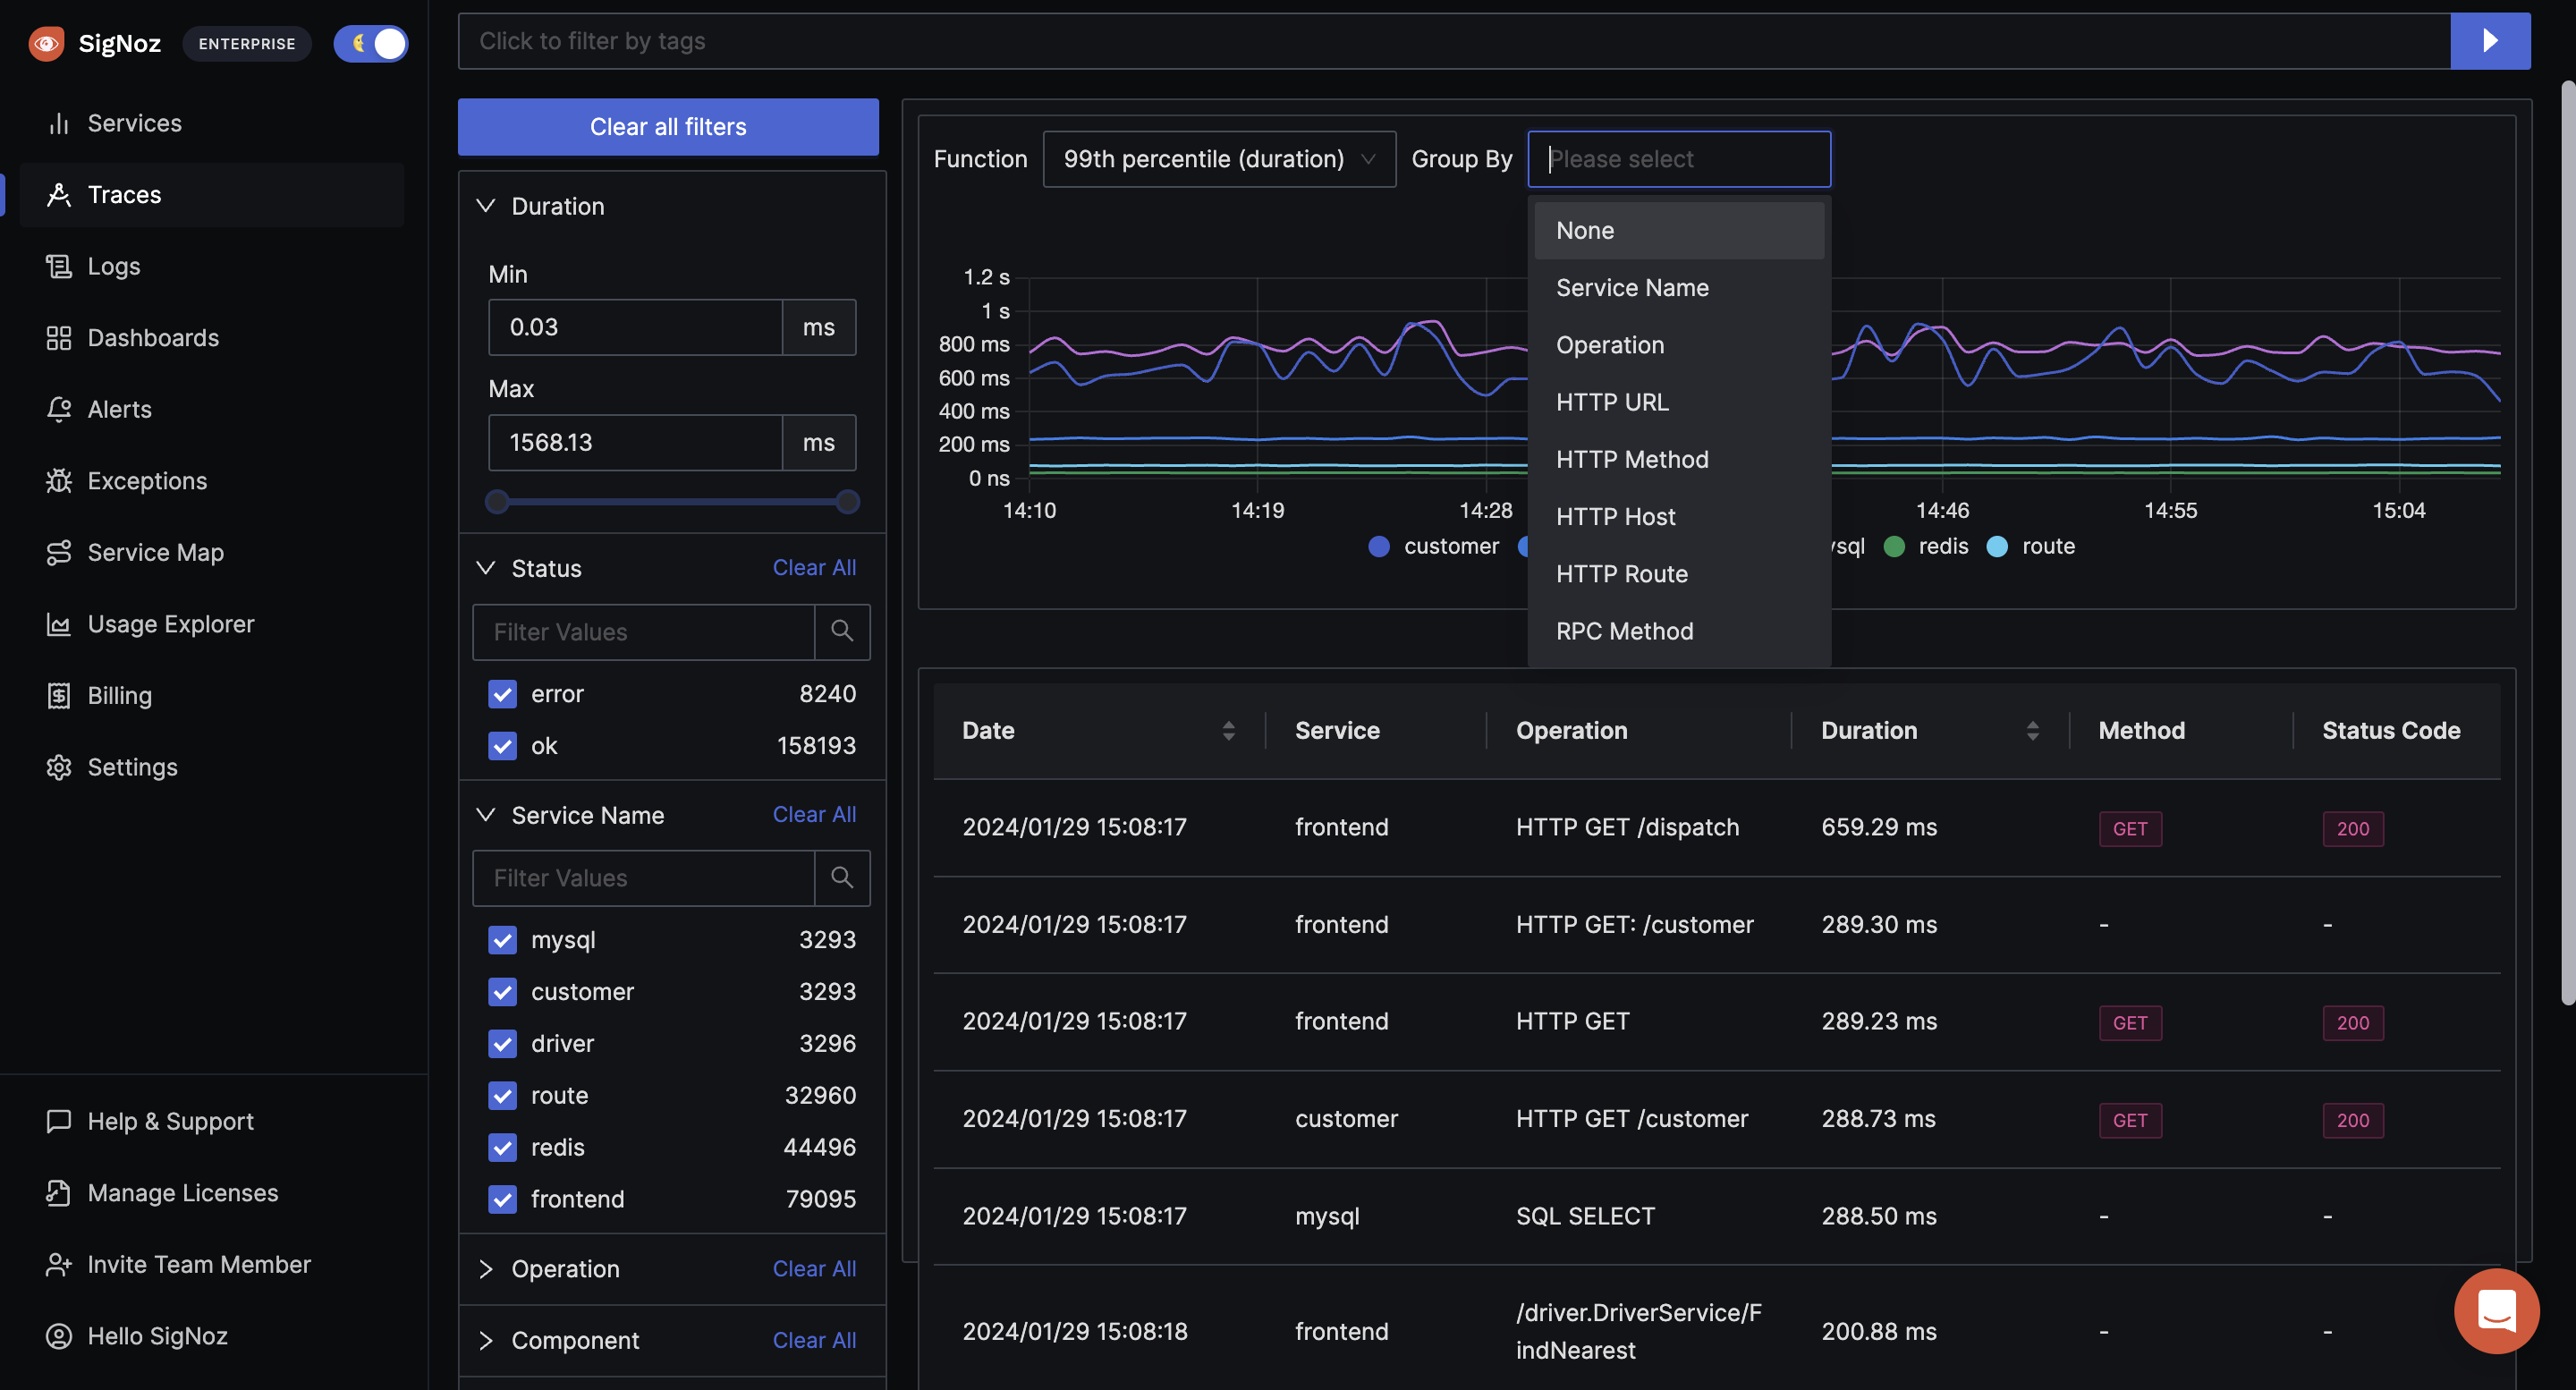 SigNoz ENTERPRISE
Services
Traces
Logs
Dashboards
Alerts
Exceptions
Service Map
Usage Explorer
Billing
Settings
Help & Support
Manage Licenses
Invite Team Member
Hello SigNoz
Click to filter by tags
Clear all filters
Duration
Min
0.03 ms
Max
1568.13 ms
Status Clear All
Filter Values
error 8240
ok 158193
Service Name Clear All
Filter Values
mysql 3293
customer 3293
driver 3296
route 32960
redis 44496
frontend 79095
Operation Clear All
Component Clear All
Function 99th percentile (duration) Group By Please select
None
Service Name
Operation
HTTP URL
HTTP Method
HTTP Host
HTTP Route
RPC Method
1.2 s
1 s
800 ms
600 ms
400 ms
200 ms
0 ns
14:10 14:19 14:28 14:46 14:55 15:04
customer ysql redis route
Date Service Operation Duration Method Status Code
2024/01/29 15:08:17 frontend HTTP GET /dispatch 659.29 ms GET 200
2024/01/29 15:08:17 frontend HTTP GET: /customer 289.30 ms - -
2024/01/29 15:08:17 frontend HTTP GET 289.23 ms GET 200
2024/01/29 15:08:17 customer HTTP GET /customer 288.73 ms GET 200
2024/01/29 15:08:17 mysql SQL SELECT 288.50 ms - -
2024/01/29 15:08:18 frontend /driver.DriverService/F 200.88 ms - -
indNearest